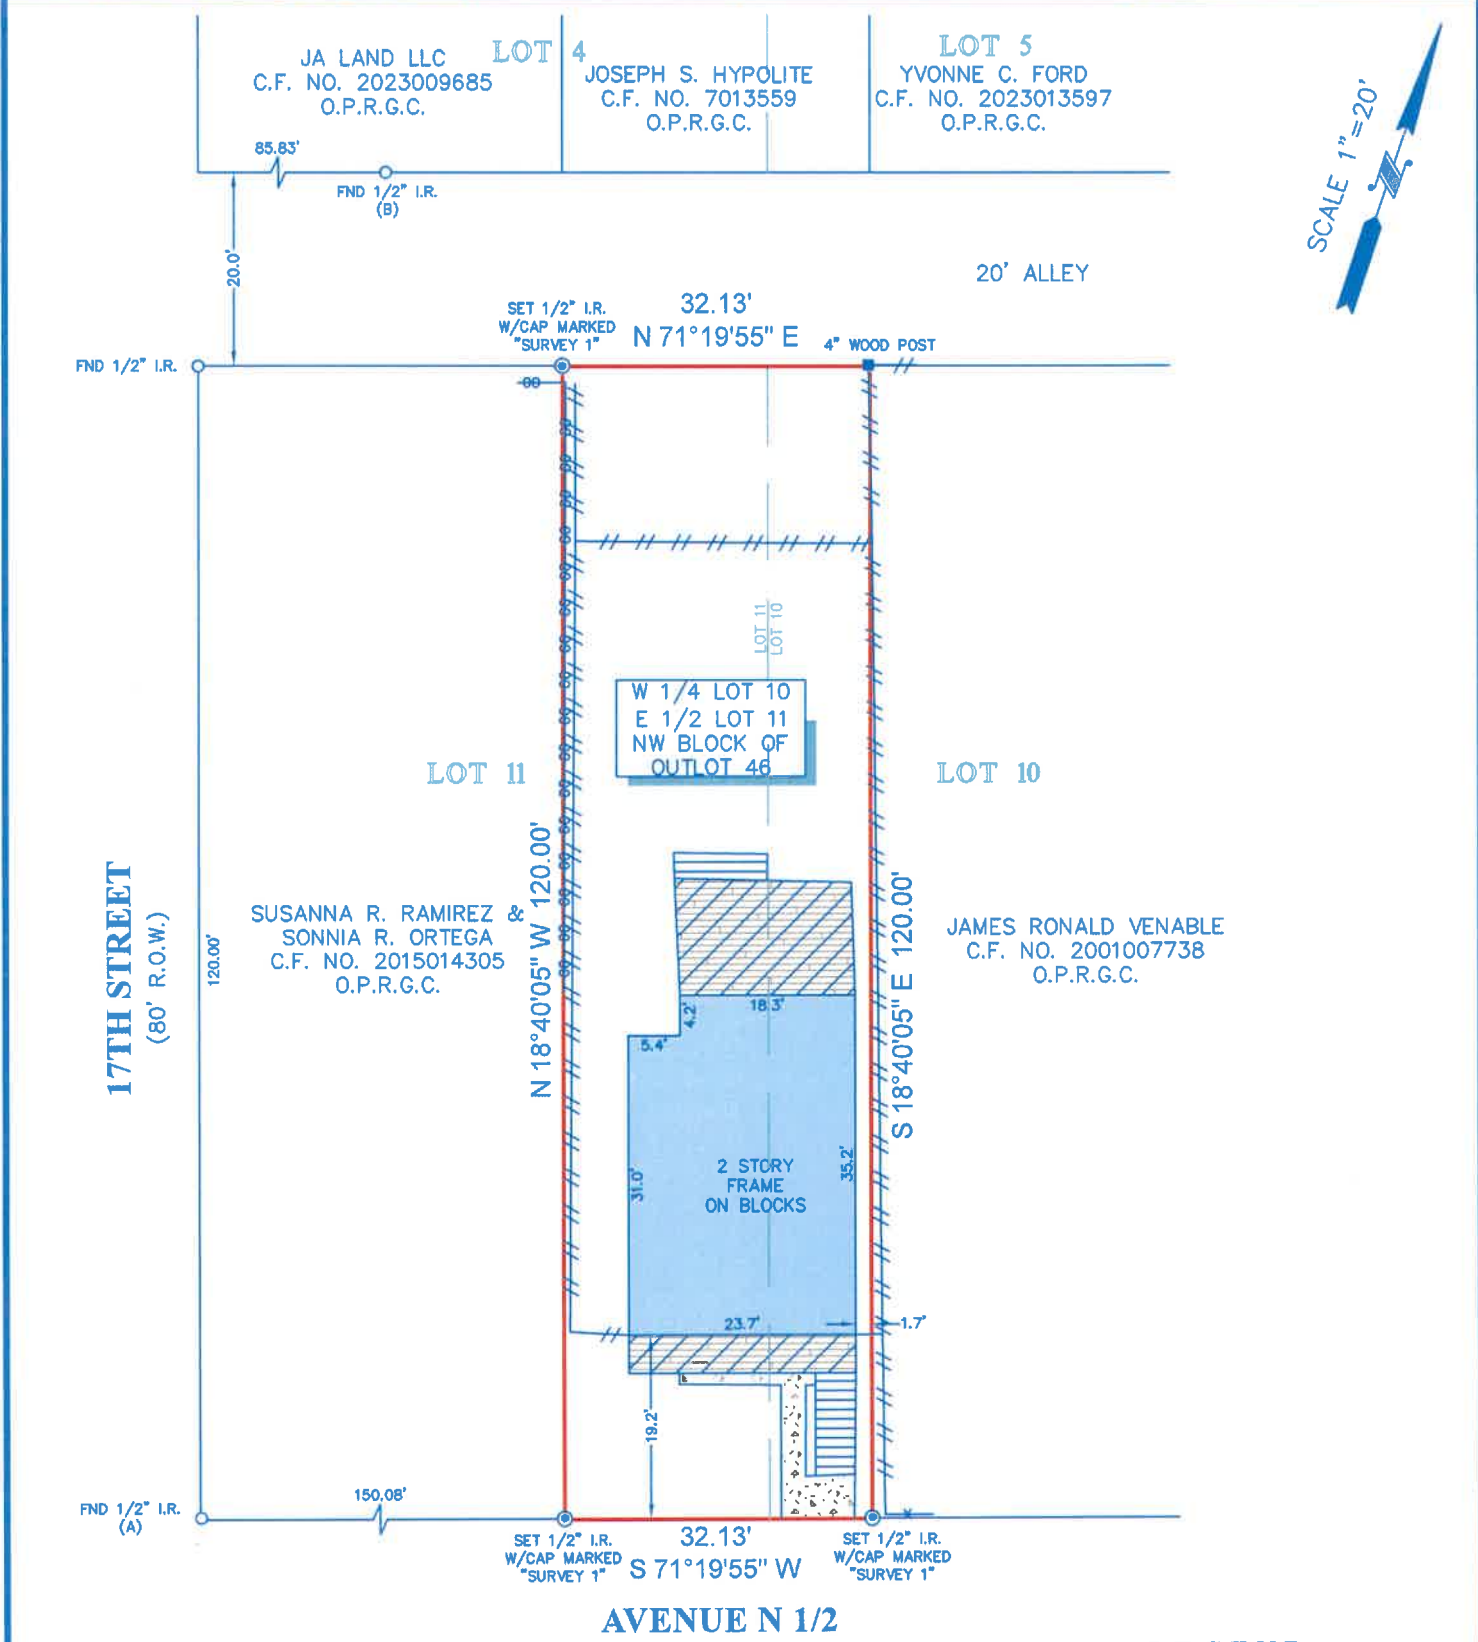 LOT 4
JA LAND LLC
C.F. NO. 2023009685
O.P.R.G.C.
JOSEPH S. HYPOLITE
C.F. NO. 7013559
O.P.R.G.C.
LOT 5
YVONNE C. FORD
C.F. NO. 2023013597
O.P.R.G.C.
SCALE 1"=20'
85.83'
FND 1/2" I.R.
(B)
20.0'
20' ALLEY
SET 1/2" I.R.
W/CAP MARKED
"SURVEY 1"
32.13'
N 71°19'55" E
4" WOOD POST
FND 1/2" I.R.
LOT 11
LOT 10
W 1/4 LOT 10
E 1/2 LOT 11
NW BLOCK OF
OUTLOT 46
LOT 11
LOT 10
17TH STREET
(80' R.O.W.)
120.00'
SUSANNA R. RAMIREZ &
SONNIA R. ORTEGA
C.F. NO. 2015014305
O.P.R.G.C.
N 18°40'05" W 120.00'
S 18°40'05" E 120.00'
JAMES RONALD VENABLE
C.F. NO. 2001007738
O.P.R.G.C.
18.3'
4.2'
5.4'
31.0'
2 STORY
FRAME
ON BLOCKS
35.2'
23.7'
1.7'
19.2'
FND 1/2" I.R.
(A)
150.08'
SET 1/2" I.R.
W/CAP MARKED
"SURVEY 1"
32.13'
S 71°19'55" W
SET 1/2" I.R.
W/CAP MARKED
"SURVEY 1"
AVENUE N 1/2